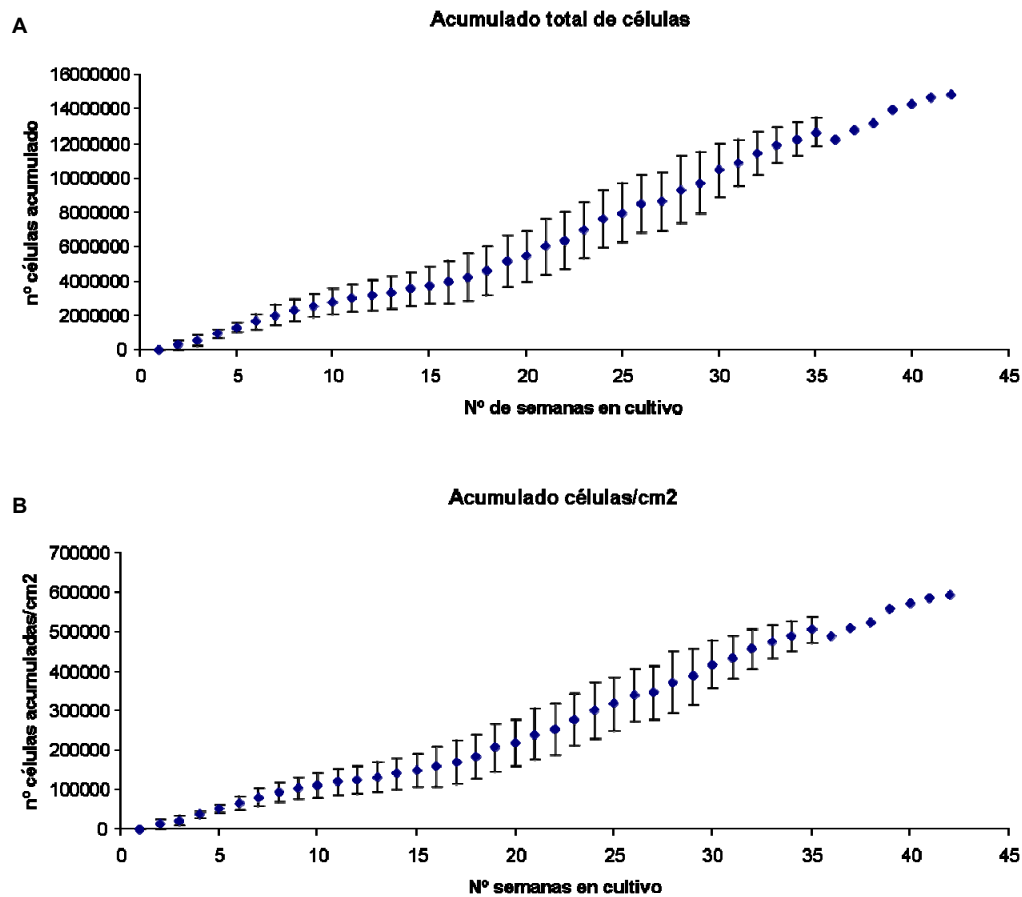 A
Acumulado total de células
nº células acumulado
16000000
14000000
12000000
10000000
8000000
6000000
4000000
2000000
0
0 5 10 15 20 25 30 35 40 45
Nº de semanas en cultivo
B
Acumulado células/cm2
nº células acumuladas/cm2
700000
600000
500000
400000
300000
200000
100000
0
0 5 10 15 20 25 30 35 40 45
Nº semanas en cultivo